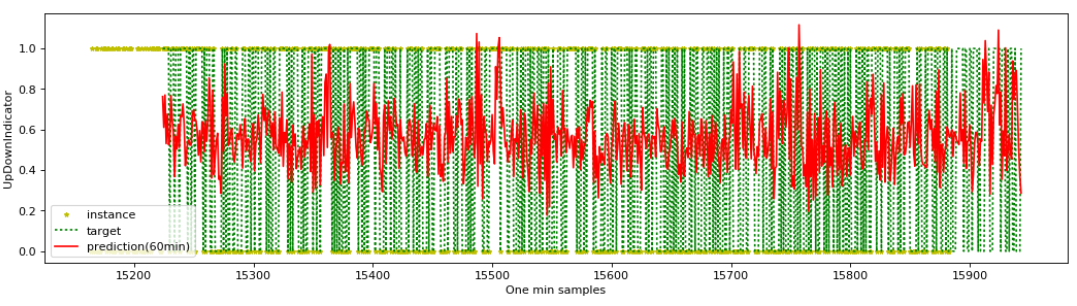 1.0
0.8
0.6
0.4
0.2
0.0
UpDownIndicator
instance
target
prediction(60min)
15200 15300 15400 15500 15600 15700 15800 15900
One min samples